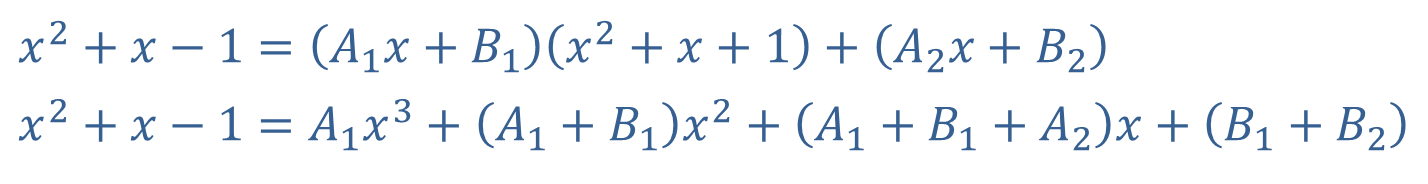 x² + x − 1 = (A₁x + B₁)(x² + x + 1) + (A₂x + B₂)
x² + x − 1 = A₁x³ + (A₁ + B₁)x² + (A₁ + B₁ + A₂)x + (B₁ + B₂)